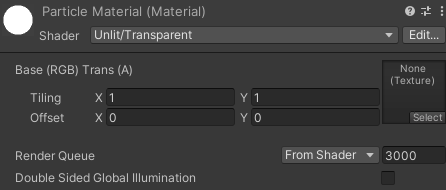 Particle Material (Material)
Shader Unlit/Transparent Edit...
Base (RGB) Trans (A)
None
(Texture)
Tiling X 1 Y 1
Offset X 0 Y 0
Select
Render Queue From Shader 3000
Double Sided Global Illumination